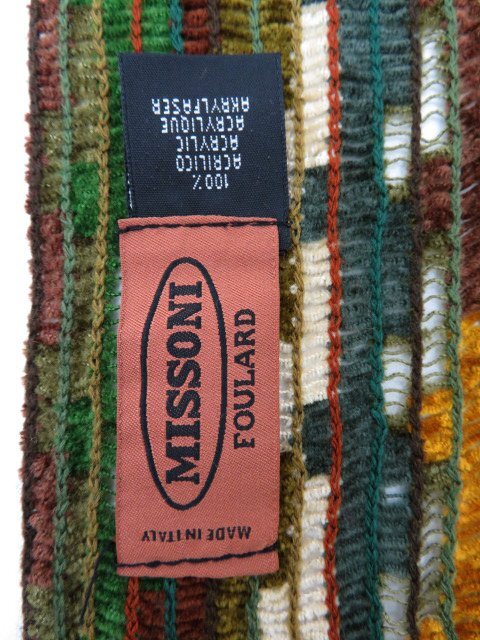 100%
ACRILICO
ACRYLIC
ACRYLIQUE
AKRYLFASER
MISSONI
FOULARD
MADE IN ITALY